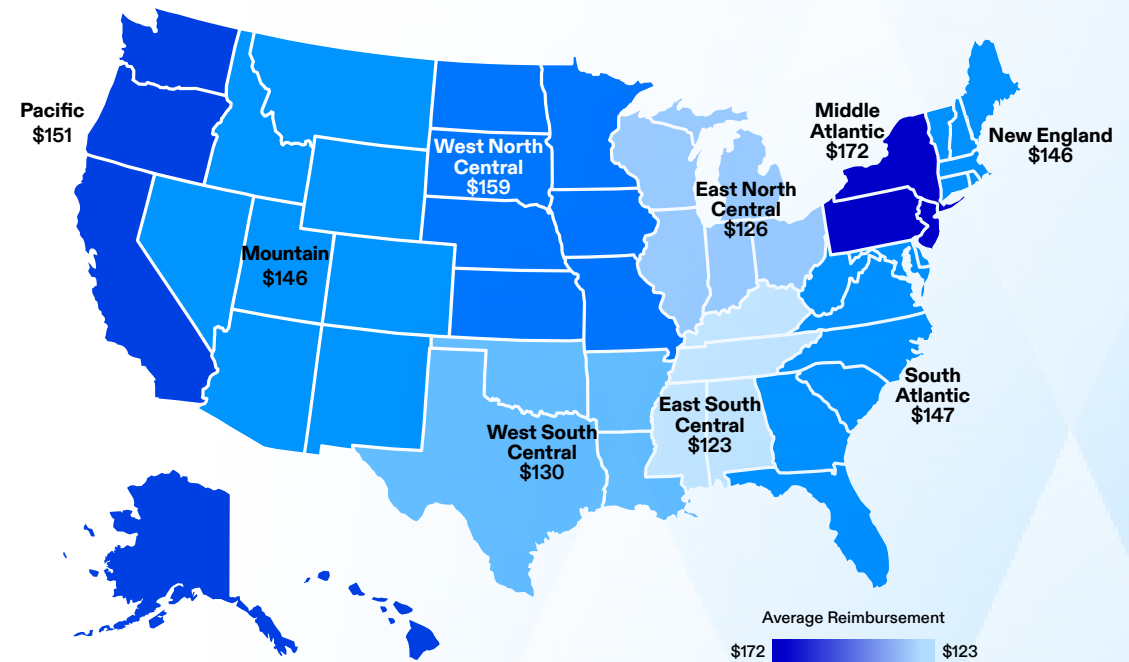 Pacific
$151
West North
Central
$159
Mountain
$146
East North
Central
$126
Middle
Atlantic
$172
New England
$146
South
Atlantic
$147
East South
Central
$123
West South
Central
$130
Average Reimbursement
$172 $123